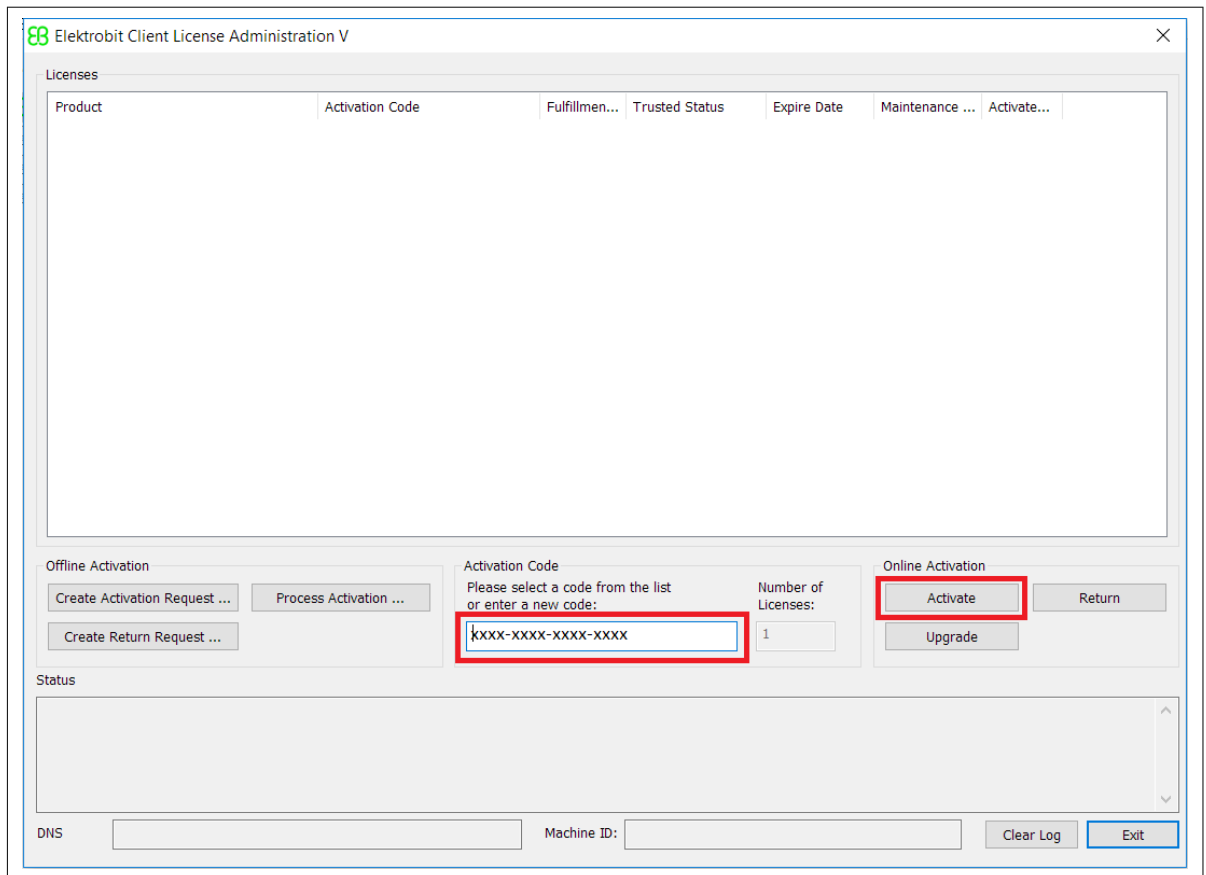 Elektrobit Client License Administration V
Licenses
Product Activation Code Fulfillmen... Trusted Status Expire Date Maintenance ... Activate...
Offline Activation
Create Activation Request ... Process Activation ...
Create Return Request ...
Activation Code
Please select a code from the list
or enter a new code:
xxxx-xxxx-xxxx-xxxx
Number of
Licenses:
1
Online Activation
Activate Return
Upgrade
Status
DNS Machine ID: Clear Log Exit